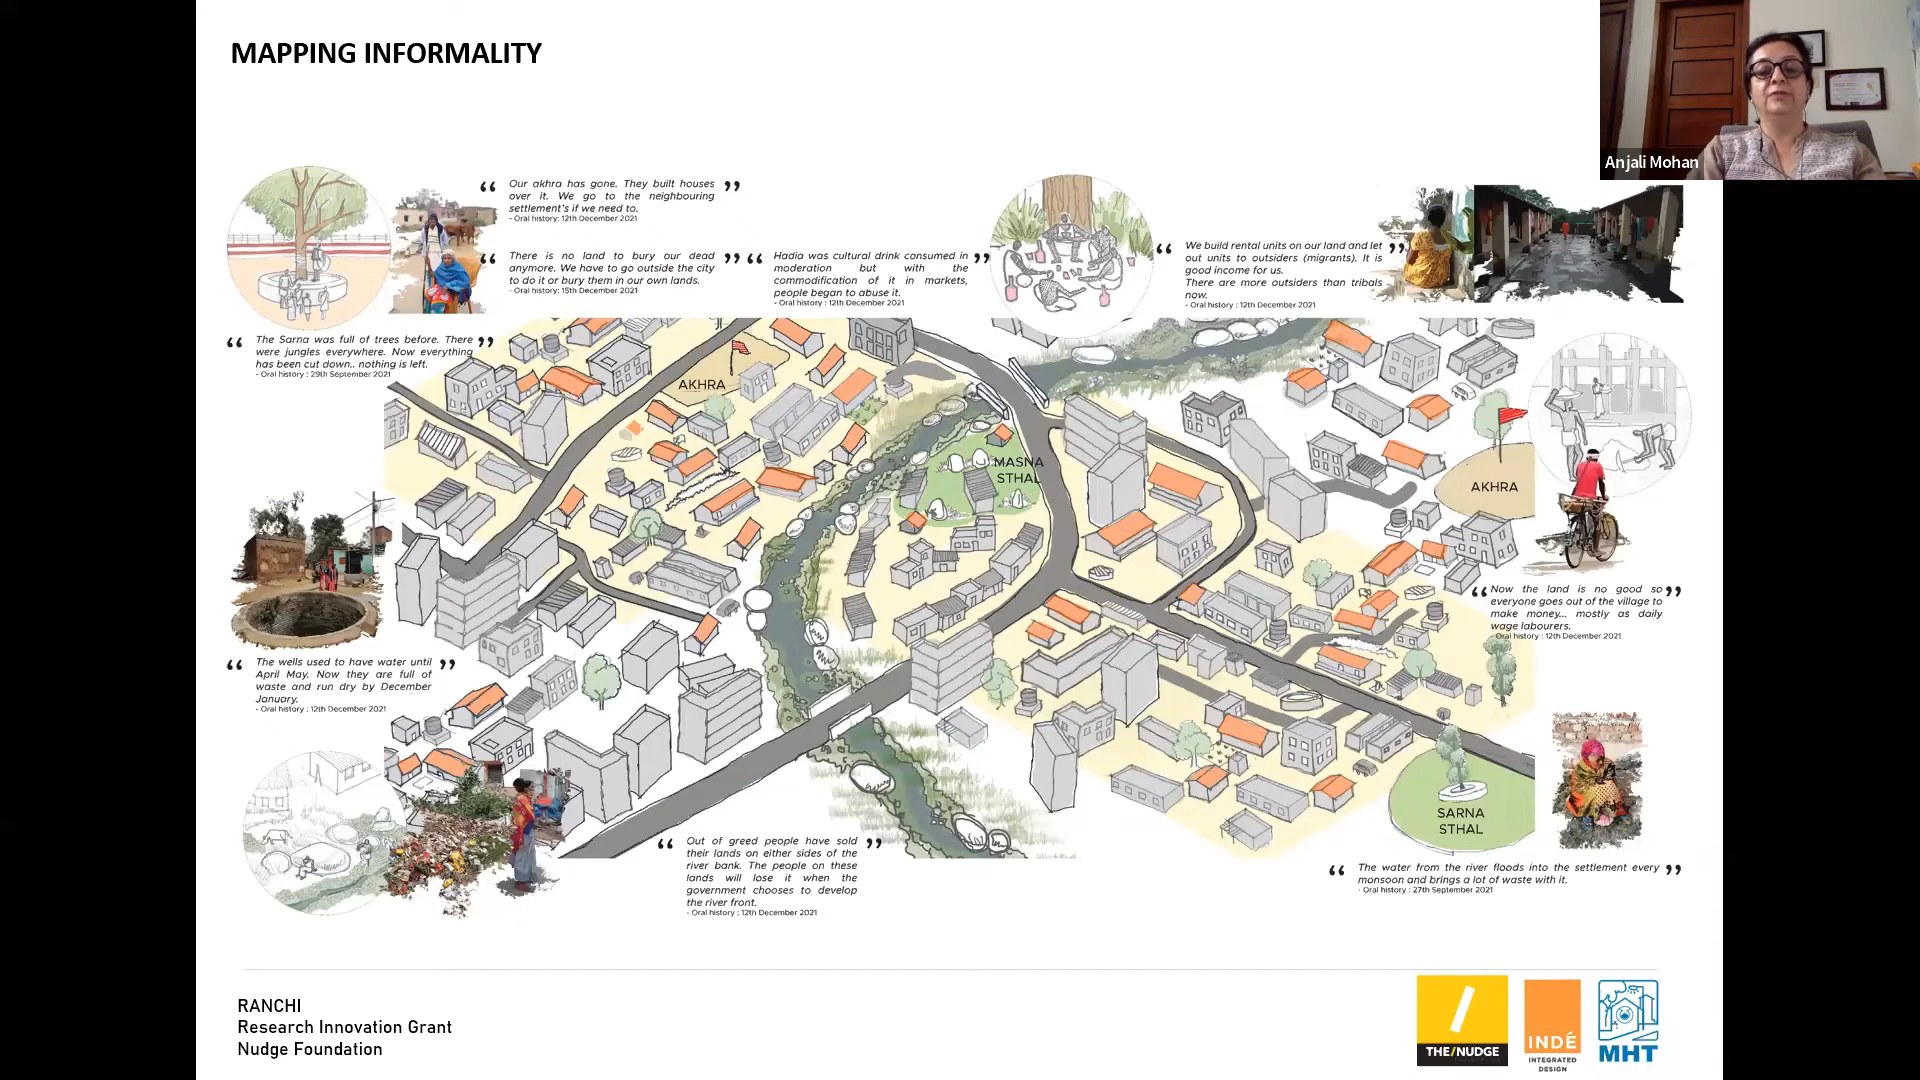 MAPPING INFORMALITY
Anjali Mohan
“ Our akhra has gone. They built houses ”
over it. We go to the neighbouring
settlement's if we need to.
- Oral history: 12th December 2021
“ There is no land to bury our dead ”
anymore. We have to go outside the city
to do it or bury them in our own lands.
- Oral history: 15th December 2021
“ Hadia was cultural drink consumed in ”
moderation but with the
commodification of it in markets,
people began to abuse it.
- Oral history: 12th December 2021
“ We build rental units on our land and let ”
out units to outsiders (migrants). It is
good income for us.
There are more outsiders than tribals
now.
- Oral history : 12th December 2021
“ The Sarna was full of trees before. There ”
were jungles everywhere. Now everything
has been cut down.. nothing is left.
- Oral history : 29th September 2021
AKHRA
MASNA
STHAL
AKHRA
“ Now the land is no good so ”
everyone goes out of the village to
make money... mostly as daily
wage labourers.
- Oral history : 12th December 2021
“ The wells used to have water until ”
April May. Now they are full of
waste and run dry by December
January.
- Oral history : 12th December 2021
SARNA
STHAL
“ Out of greed people have sold ”
their lands on either sides of the
river bank. The people on these
lands will lose it when the
government chooses to develop
the river front.
- Oral history : 12th December 2021
“ The water from the river floods into the settlement every ”
monsoon and brings a lot of waste with it.
- Oral history : 27th September 2021
RANCHI
Research Innovation Grant
Nudge Foundation
THE/NUDGE
INDÉ
INTEGRATED
DESIGN
MHT